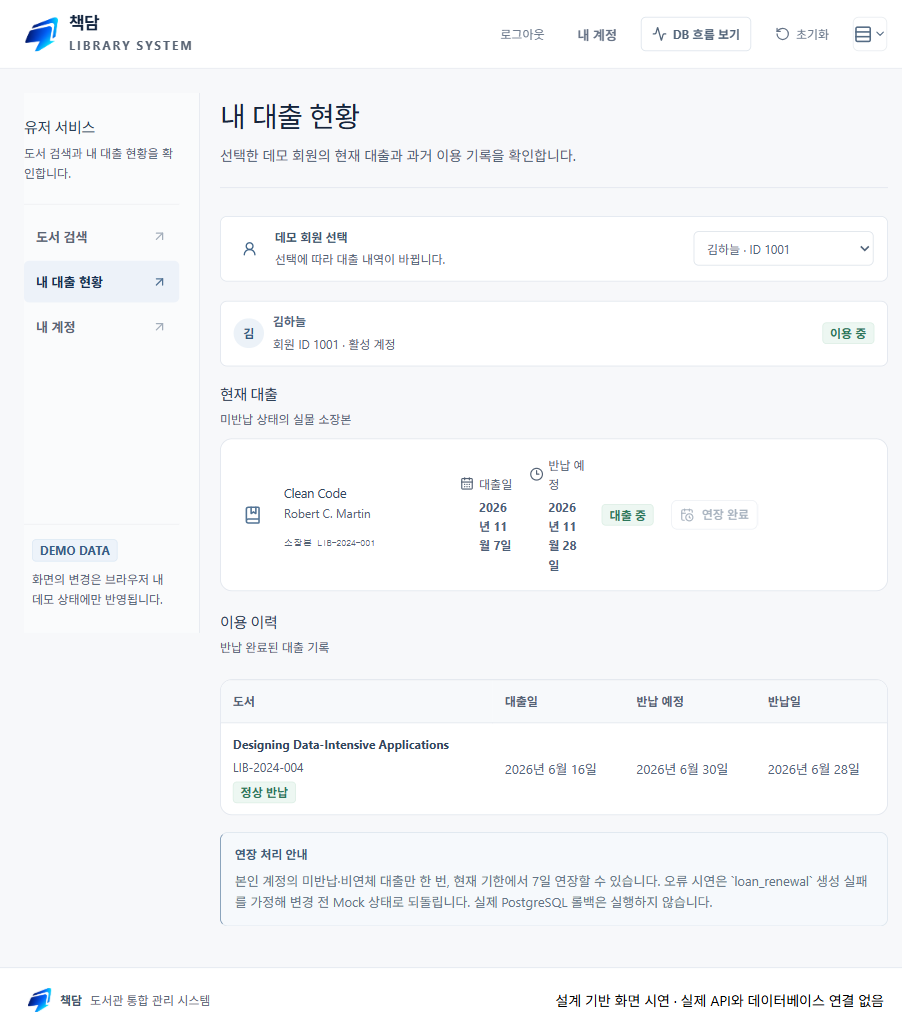 책담
LIBRARY SYSTEM
로그아웃
내 계정
DB 흐름 보기
초기화
유저 서비스
도서 검색과 내 대출 현황을 확
인합니다.
도서 검색
내 대출 현황
내 계정
DEMO DATA
화면의 변경은 브라우저 내
데모 상태에만 반영됩니다.
내 대출 현황
선택한 데모 회원의 현재 대출과 과거 이용 기록을 확인합니다.
데모 회원 선택
선택에 따라 대출 내역이 바뀝니다.
김하늘 · ID 1001
김
김하늘
회원 ID 1001 · 활성 계정
이용 중
현재 대출
미반납 상태의 실물 소장본
Clean Code
Robert C. Martin
소장본 LIB-2024-001
대출일
2026
년 11
월 7일
반납 예
정
2026
년 11
월 28
일
대출 중
연장 완료
이용 이력
반납 완료된 대출 기록
도서 대출일 반납 예정 반납일
Designing Data-Intensive Applications
LIB-2024-004
정상 반납
2026년 6월 16일 2026년 6월 30일 2026년 6월 28일
연장 처리 안내
본인 계정의 미반납·비연체 대출만 한 번, 현재 기한에서 7일 연장할 수 있습니다. 오류 시연은 `loan_renewal` 생성 실패
를 가정해 변경 전 Mock 상태로 되돌립니다. 실제 PostgreSQL 롤백은 실행하지 않습니다.
책담 도서관 통합 관리 시스템
설계 기반 화면 시연 · 실제 API와 데이터베이스 연결 없음